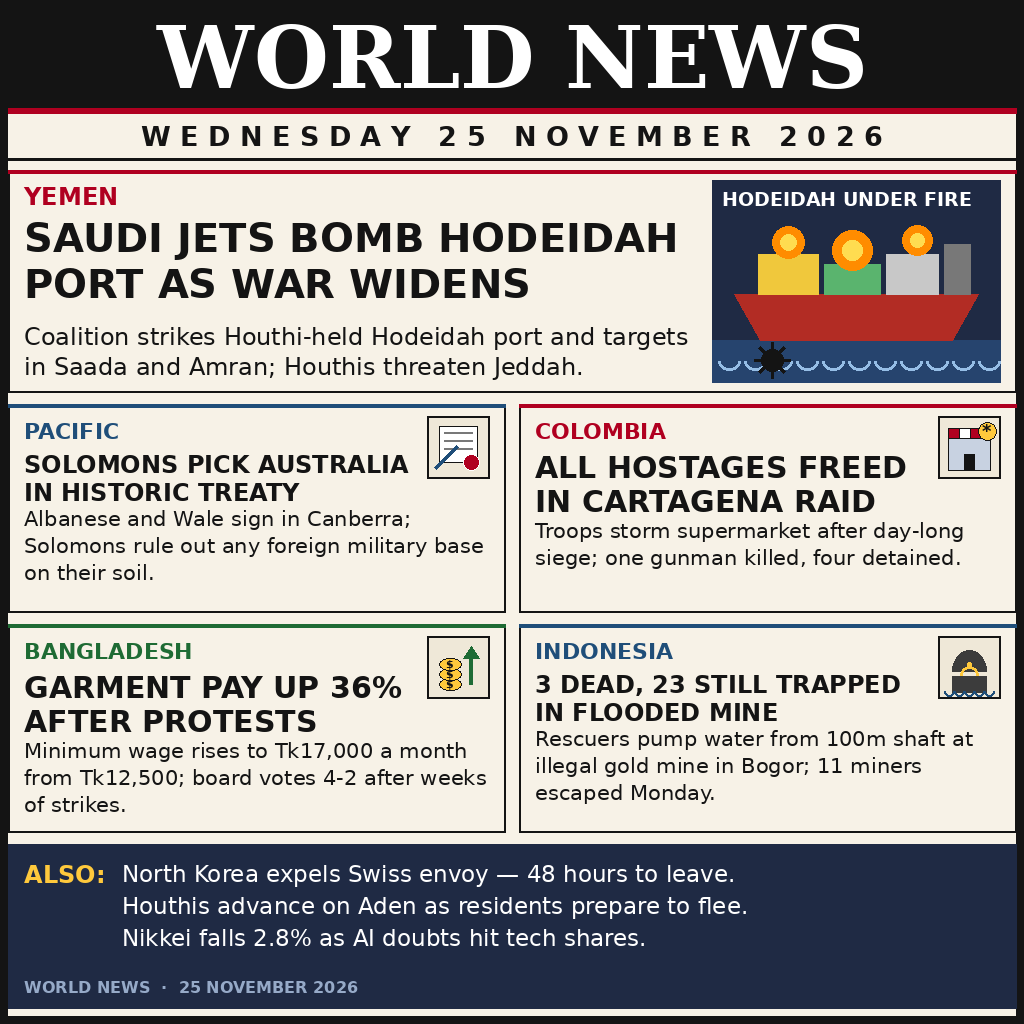 WORLD NEWS
WEDNESDAY 25 NOVEMBER 2026
YEMEN
SAUDI JETS BOMB HODEIDAH
PORT AS WAR WIDENS
Coalition strikes Houthi-held Hodeidah port and targets
in Saada and Amran; Houthis threaten Jeddah.
HODEIDAH UNDER FIRE
PACIFIC
SOLOMONS PICK AUSTRALIA
IN HISTORIC TREATY
Albanese and Wale sign in Canberra;
Solomons rule out any foreign military base
on their soil.
COLOMBIA
ALL HOSTAGES FREED
IN CARTAGENA RAID
Troops storm supermarket after day-long
siege; one gunman killed, four detained.
*
BANGLADESH
GARMENT PAY UP 36%
AFTER PROTESTS
Minimum wage rises to Tk17,000 a month
from Tk12,500; board votes 4-2 after weeks
of strikes.
$
$
$
INDONESIA
3 DEAD, 23 STILL TRAPPED
IN FLOODED MINE
Rescuers pump water from 100m shaft at
illegal gold mine in Bogor; 11 miners
escaped Monday.
ALSO: North Korea expels Swiss envoy — 48 hours to leave.
Houthis advance on Aden as residents prepare to flee.
Nikkei falls 2.8% as AI doubts hit tech shares.
WORLD NEWS · 25 NOVEMBER 2026